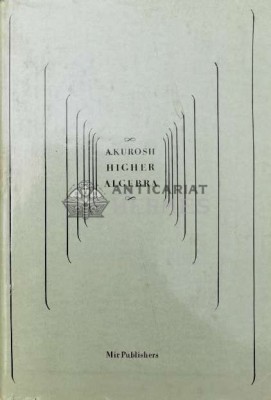 A.KUROSH
HIGHER
ALGEBRA
ANTICARIAT
Mir Publishers